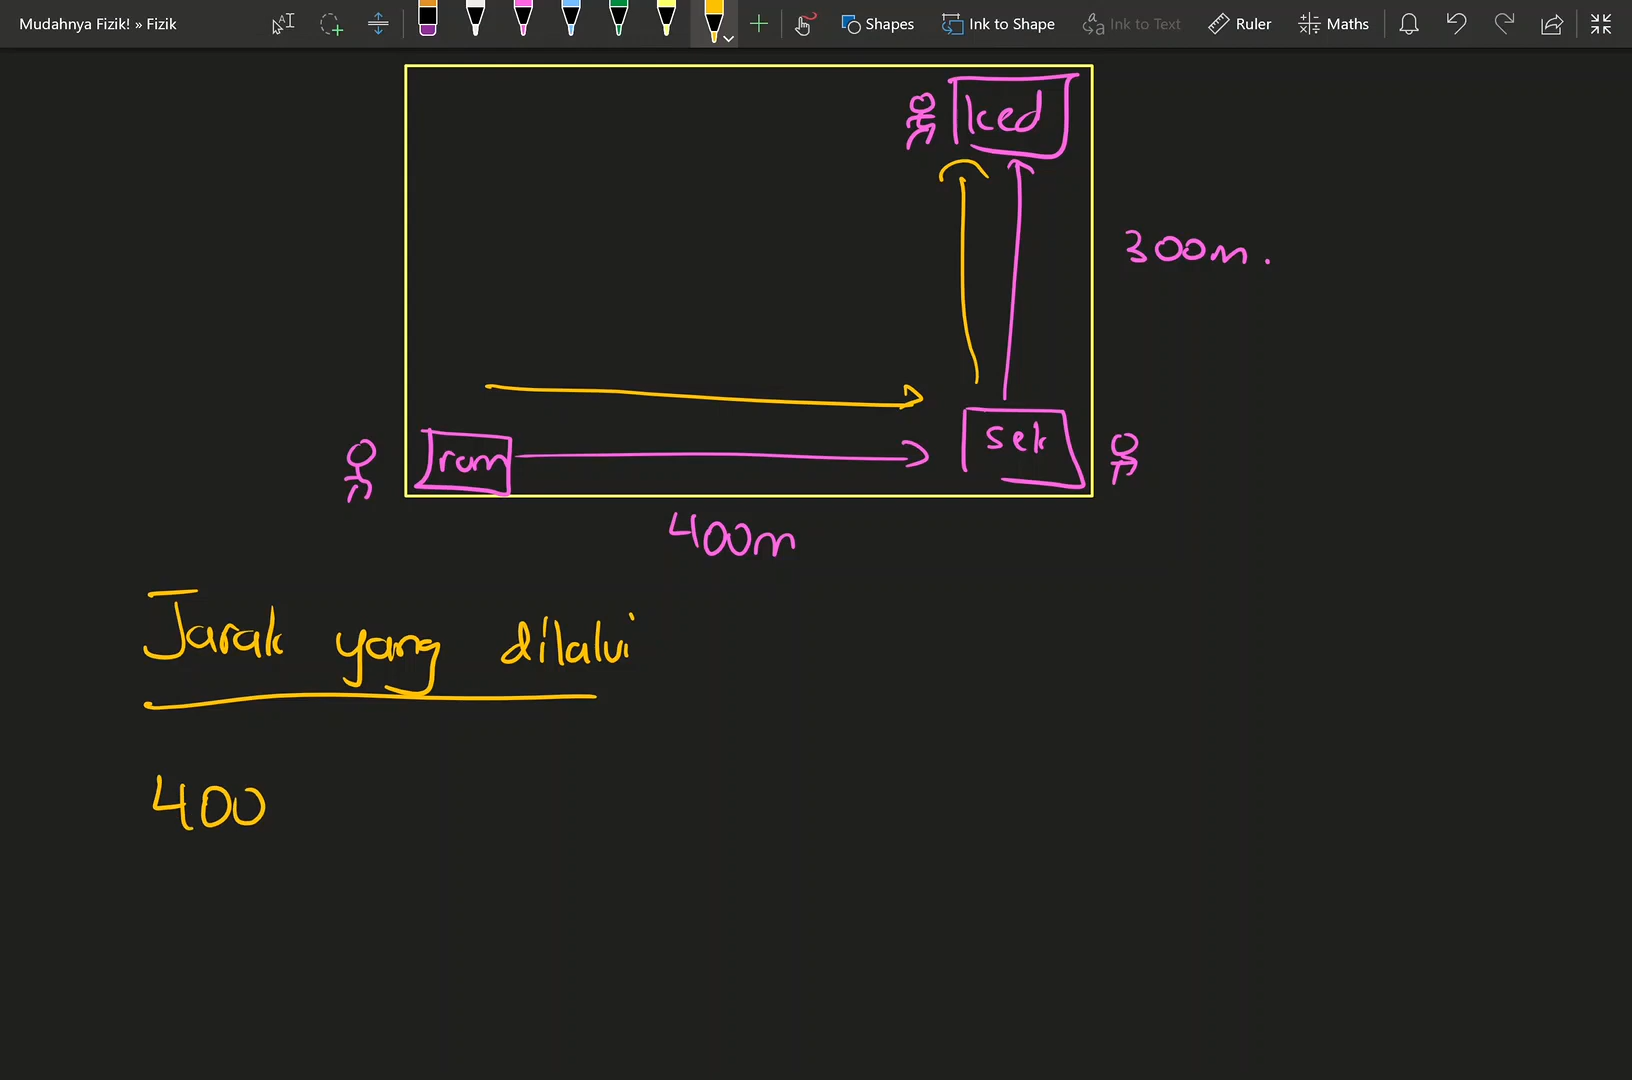 Mudahnya Fizik! » Fizik
Shapes
Ink to Shape
Ink to Text
Ruler
Maths
ked
300m.
rum
sek
400m
Jarak yang dilalui
400